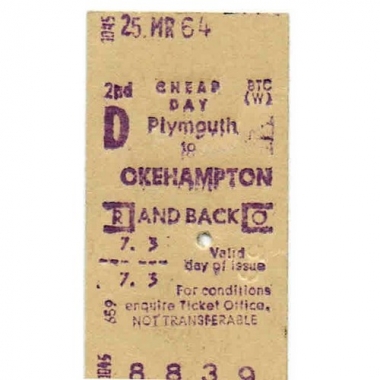 1045 25. MR 64
2nd CHEAP BTC
DAY (W)
D Plymouth
to
OKEHAMPTON
R AND BACK O
7. 3 Valid
day of issue
7. 3
For conditions
659 enquire Ticket Office.
NOT TRANSFERABLE
1045 8839